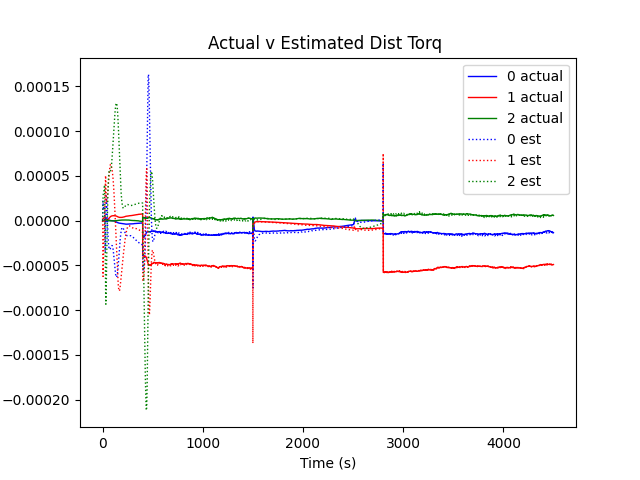 Actual v Estimated Dist Torq
0.00015
0.00010
0.00005
0.00000
−0.00005
−0.00010
−0.00015
−0.00020
0 actual
1 actual
2 actual
0 est
1 est
2 est
0 1000 2000 3000 4000
Time (s)